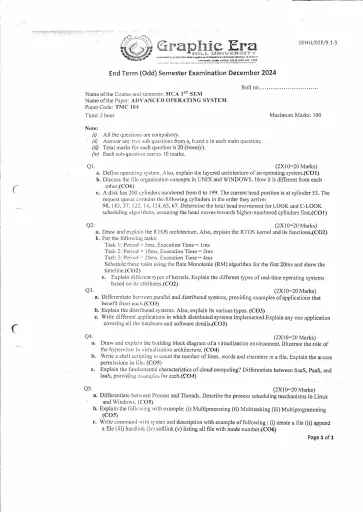 GEHU/02E/9.1.3
Graphic Era
HILL UNIVERSITY
End Term (Odd) Semester Examination December 2024
Roll no............................
Name of the Course and semester: MCA 1ST SEM
Name of the Paper: ADVANCED OPERATING SYSTEM
Paper Code: TMC 104
Time: 3 hour Maximum Marks: 100
Note:
(i) All the questions are compulsory.
(ii) Answer any two sub questions from a, b and c in each main question.
(iii) Total marks for each question is 20 (twenty).
(iv) Each sub-question carries 10 marks.
Q1. (2X10=20 Marks)
a. Define operating system. Also, explain the layered architecture of an operating system.(CO1)
b. Discuss the file organization concepts in UNIX and WINDOWS. How it is different from each
other.(CO6)
c. A disk has 200 cylinders numbered from 0 to 199. The current head position is at cylinder 53. The
request queue contains the following cylinders in the order they arrive:
98, 183, 37, 122, 14, 124, 65, 67. Determine the total head movement for LOOK and C-LOOK
scheduling algorithms, assuming the head moves towards higher-numbered cylinders first.(CO1)
Q2. (2X10=20 Marks)
a. Draw and explain the RTOS architecture. Also, explain the RTOS kernel and its functions.(CO2)
b. For the following tasks:
Task 1: Period = 5ms, Execution Time = 1ms
Task 2: Period = 10ms, Execution Time = 2ms
Task 3: Period = 20ms, Execution Time = 4ms
Schedule these tasks using the Rate Monotonic (RM) algorithm for the first 20ms and show the
timeline.(CO2)
c. Explain different types of kernels. Explain the different types of real-time operating systems
based on its attributes.(CO2)
Q3. (2X10=20 Marks)
a. Differentiate between parallel and distributed systems, providing examples of applications that
benefit from each.(CO3)
b. Explain the distributed systems. Also, explain its various types. (CO3)
c. Write different applications in which distributed systems implemented.Explain any one application
covering all the hardware and software details.(CO3)
Q4. (2X10=20 Marks)
a. Draw and explain the building block diagram of a virtualization environment. Illustrate the role of
the hypervisor in virtualization architecture. (CO4)
b. Write a shell scripting to count the number of lines, words and characters in a file. Explain the access
permissions in file. (CO5)
c. Explain the fundamental characteristics of cloud computing? Differentiate between SaaS, PaaS, and
IaaS, providing examples for each.(CO4)
Q5. (2X10=20 Marks)
a. Differentiate between Process and Threads. Describe the process scheduling mechanisms in Linux
and Windows. (CO5)
b. Explain the following with example: (i) Multiprocessing (ii) Multitasking (iii) Multiprogramming
(CO5)
c. Write command with syntax and description with example of following : (i) create a file (ii) append
a file (iii) hardlink (iv) softlink (v) listing all file with inode number.(CO6)
Page 1 of 1